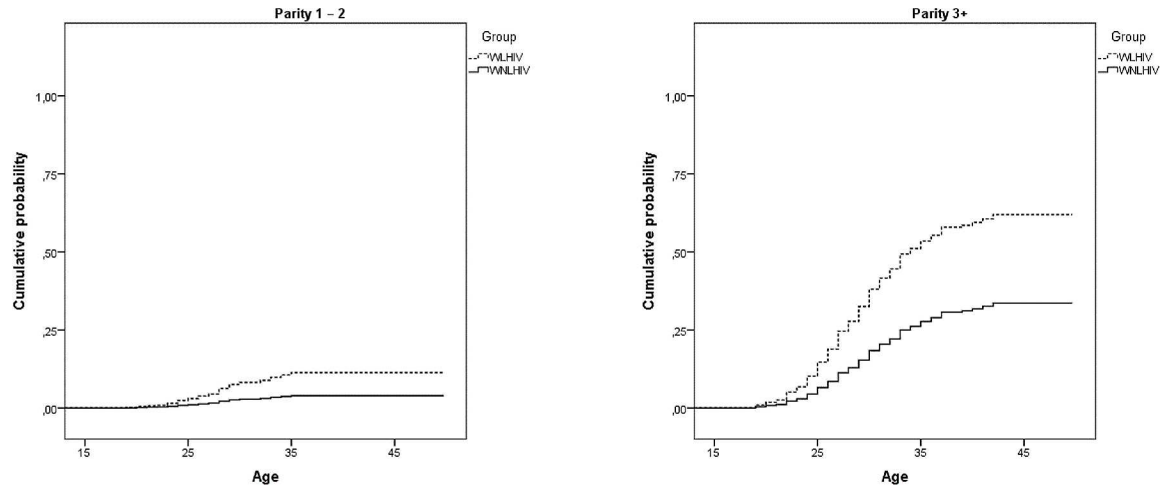 Parity 1 – 2
Group
WLHIV
WNLHIV
1,00
,75
,50
,25
,00
Cumulative probability
15
25
35
45
Age
Parity 3+
Group
WLHIV
WNLHIV
1,00
,75
,50
,25
,00
Cumulative probability
15
25
35
45
Age